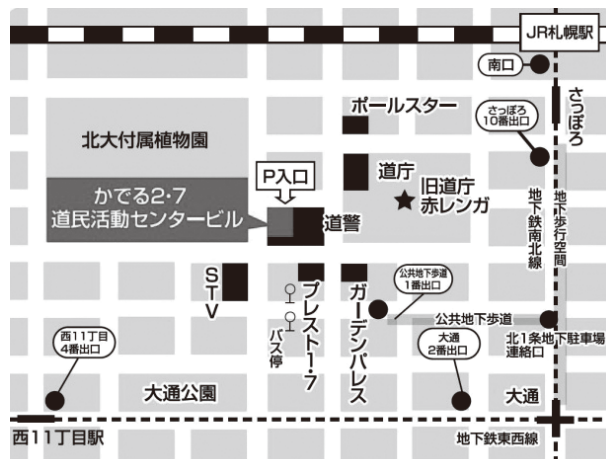 JR札幌駅
南口
さっぽろ
さっぽろ
10番出口
ポールスター
北大付属植物園
P入口
道庁
旧道庁
赤レンガ
かでる2・7
道民活動センタービル
道警
地下鉄南北線
地下歩行空間
STV
プレスト1・7
ガーデンパレス
公共地下歩道
1番出口
バス停
公共地下歩道
北1条地下駐車場
連絡口
西11丁目
4番出口
大通
2番出口
大通公園
大通
西11丁目駅
地下鉄東西線